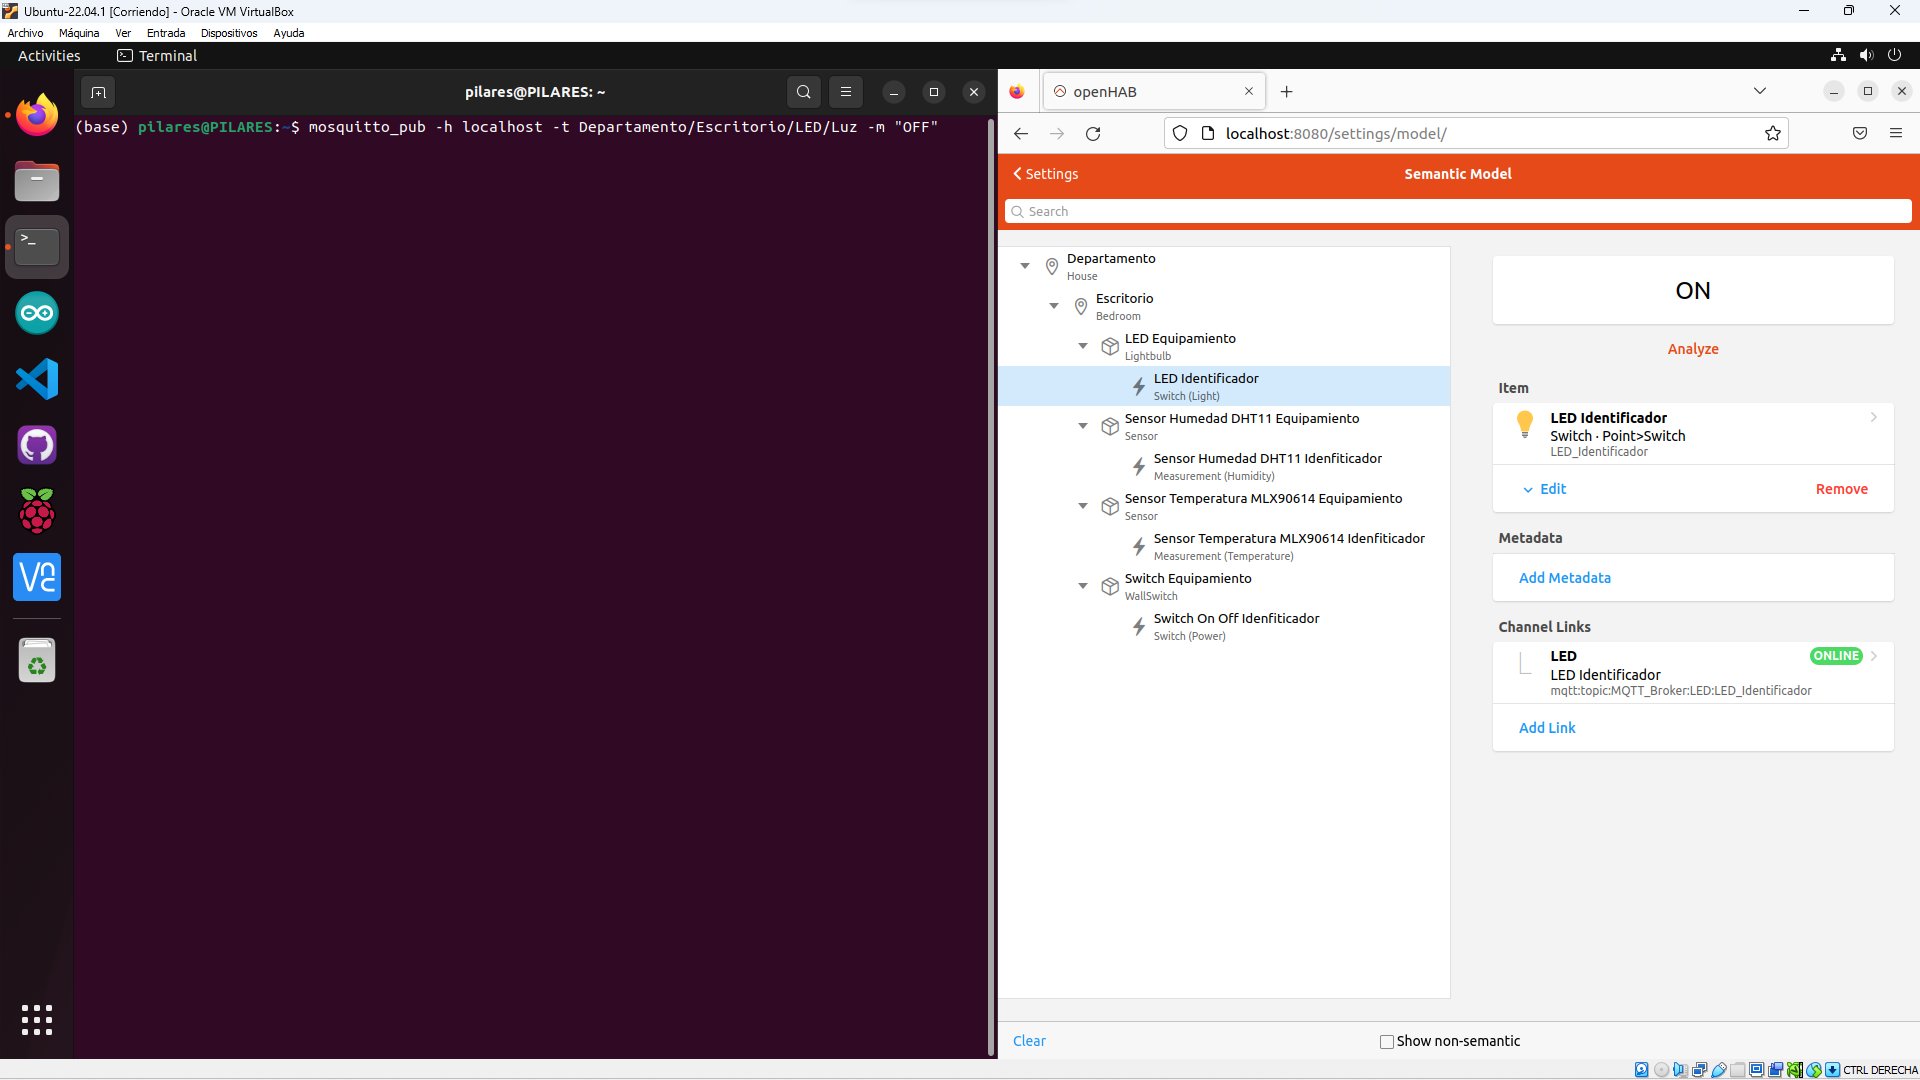 Ubuntu-22.04.1 [Corriendo] - Oracle VM VirtualBox
Archivo Máquina Ver Entrada Dispositivos Ayuda
Activities Terminal
pilares@PILARES: ~
(base) pilares@PILARES:~$ mosquitto_pub -h localhost -t Departamento/Escritorio/LED/Luz -m "OFF"
openHAB
localhost:8080/settings/model/
Settings
Semantic Model
Search
Departamento
House
Escritorio
Bedroom
LED Equipamiento
Lightbulb
LED Identificador
Switch (Light)
Sensor Humedad DHT11 Equipamiento
Sensor
Sensor Humedad DHT11 Idenfiticador
Measurement (Humidity)
Sensor Temperatura MLX90614 Equipamiento
Sensor
Sensor Temperatura MLX90614 Idenfiticador
Measurement (Temperature)
Switch Equipamiento
WallSwitch
Switch On Off Idenfiticador
Switch (Power)
ON
Analyze
Item
LED Identificador
Switch · Point>Switch
LED_Identificador
Edit Remove
Metadata
Add Metadata
Channel Links
LED ONLINE
LED Identificador
mqtt:topic:MQTT_Broker:LED:LED_Identificador
Add Link
Clear
Show non-semantic
CTRL DERECHA